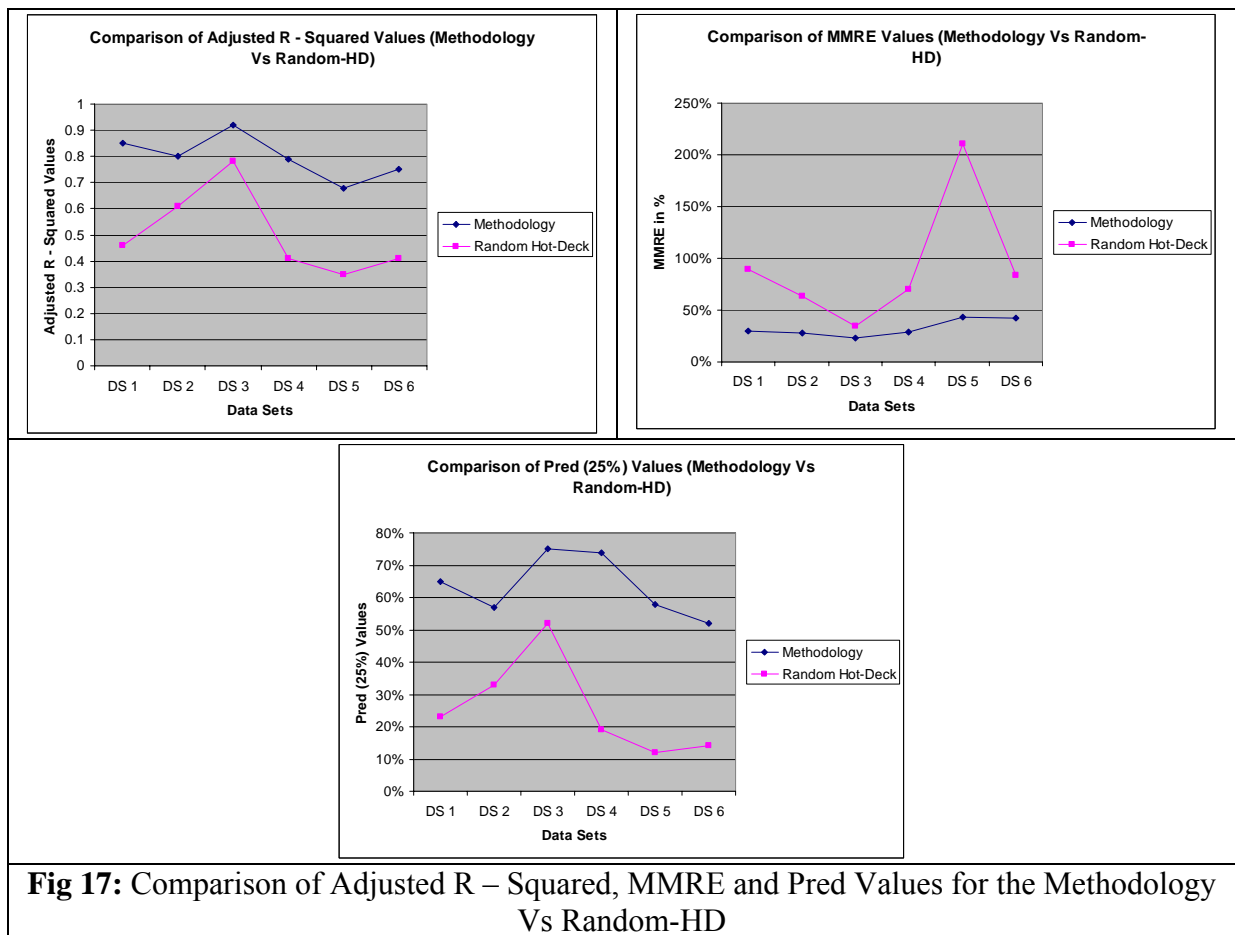 Comparison of Adjusted R - Squared Values (Methodology
Vs Random-HD)
Adjusted R - Squared Values
1
0.9
0.8
0.7
0.6
0.5
0.4
0.3
0.2
0.1
0
DS 1 DS 2 DS 3 DS 4 DS 5 DS 6
Data Sets
Methodology
Random Hot-Deck
Comparison of MMRE Values (Methodology Vs Random-
HD)
MMRE in %
250%
200%
150%
100%
50%
0%
DS 1 DS 2 DS 3 DS 4 DS 5 DS 6
Data Sets
Methodology
Random Hot-Deck
Comparison of Pred (25%) Values (Methodology Vs
Random-HD)
Pred (25%) Values
80%
70%
60%
50%
40%
30%
20%
10%
0%
DS 1 DS 2 DS 3 DS 4 DS 5 DS 6
Data Sets
Methodology
Random Hot-Deck
Fig 17: Comparison of Adjusted R – Squared, MMRE and Pred Values for the Methodology
Vs Random-HD